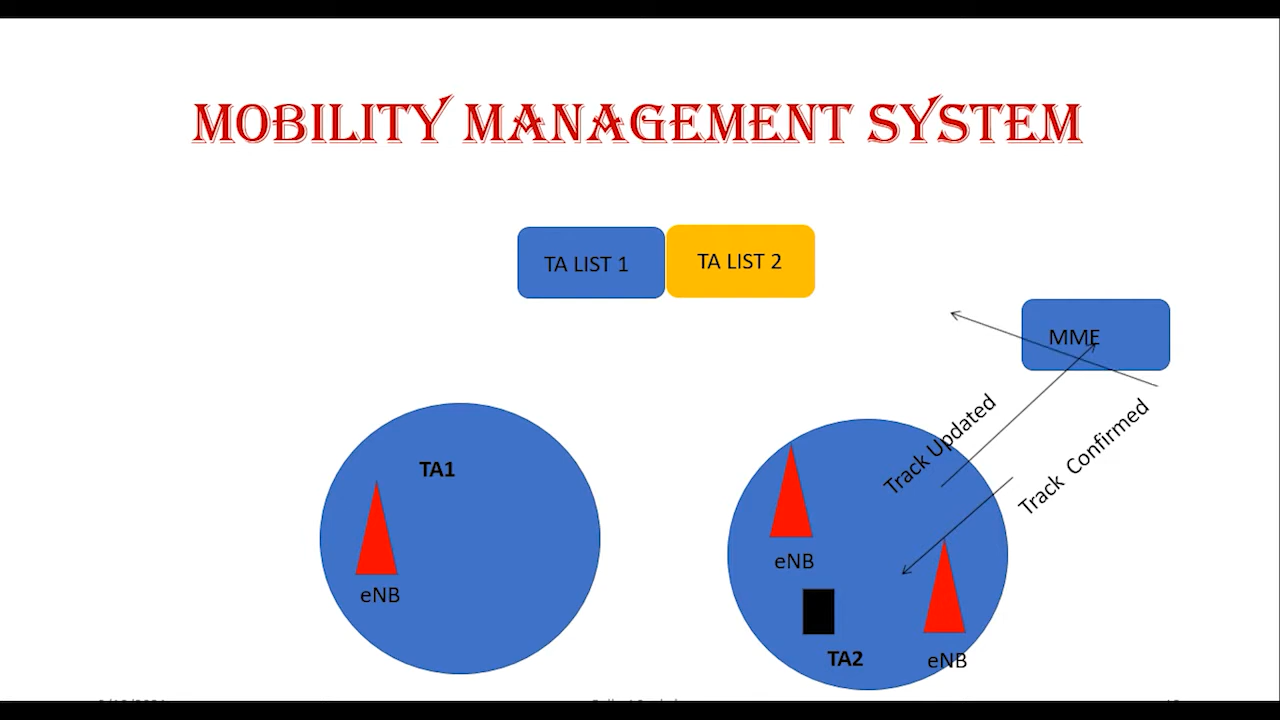 MOBILITY MANAGEMENT SYSTEM
TA LIST 1
TA LIST 2
MME
Track Updated
Track Confirmed
TA1
eNB
eNB
TA2
eNB